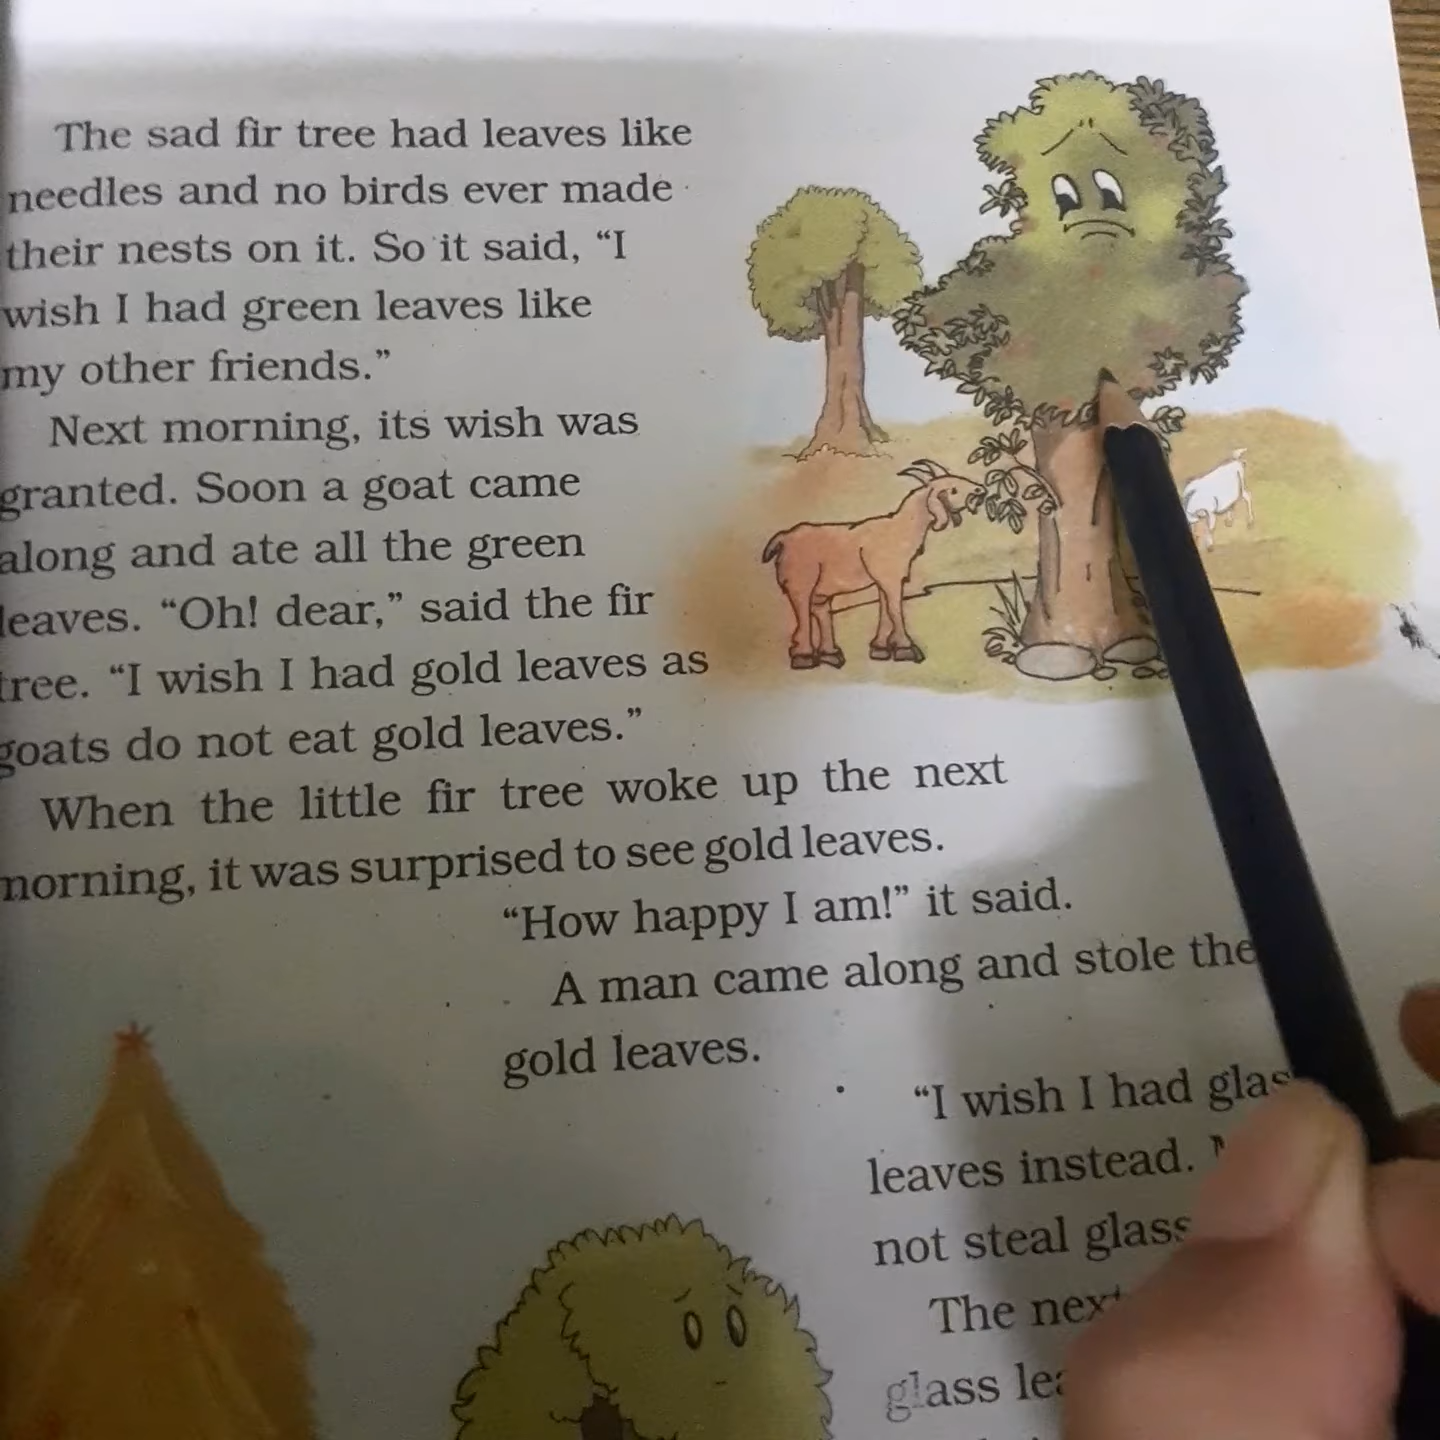 The sad fir tree had leaves like
needles and no birds ever made
their nests on it. So it said, “I
wish I had green leaves like
my other friends.”
Next morning, its wish was
granted. Soon a goat came
along and ate all the green
leaves. “Oh! dear,” said the fir
tree. “I wish I had gold leaves as
goats do not eat gold leaves.”
When the little fir tree woke up the next
morning, it was surprised to see gold leaves.
“How happy I am!” it said.
A man came along and stole the
gold leaves.
“I wish I had
leaves instead.
not steal glass
The
glass